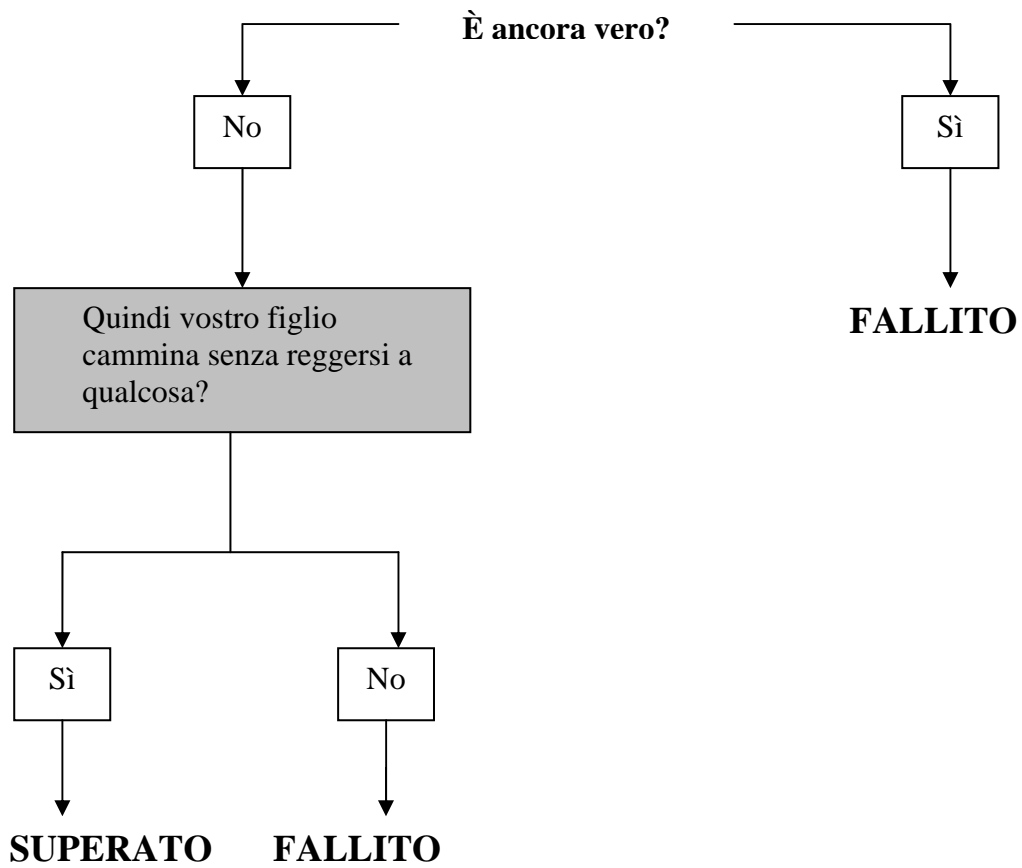 È ancora vero?
No
Sì
Quindi vostro figlio
cammina senza reggersi a
qualcosa?
FALLITO
Sì
No
SUPERATO
FALLITO